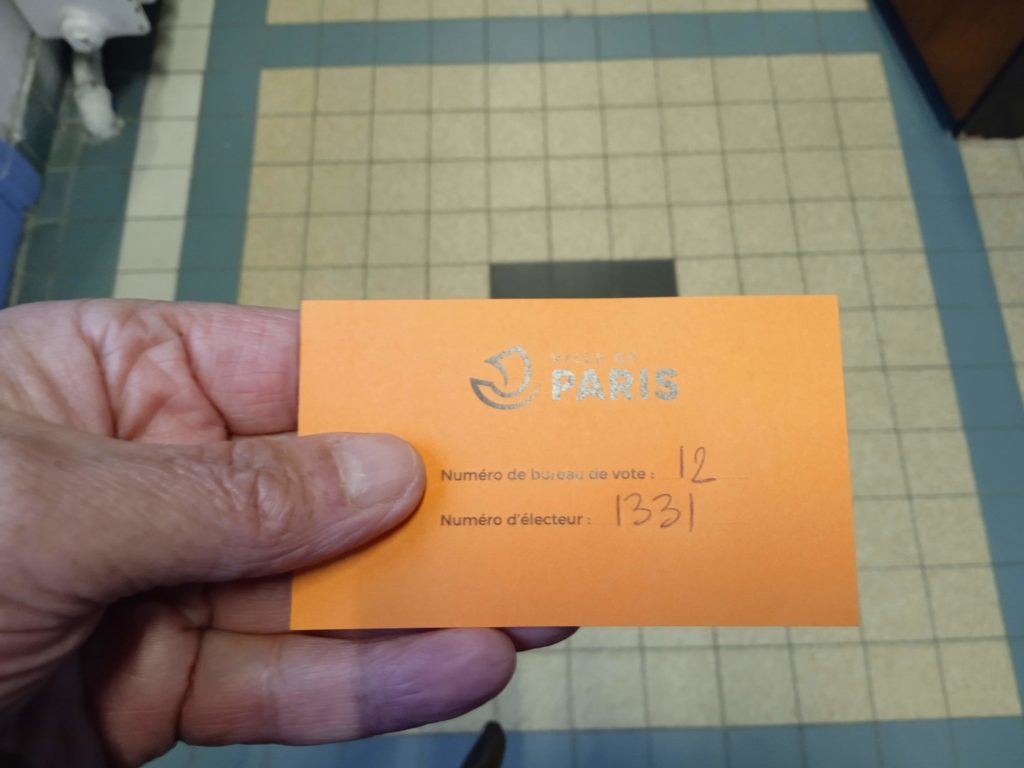 VILLE DE
PARIS
Numéro de bureau de vote : 12
Numéro d'électeur : 1331